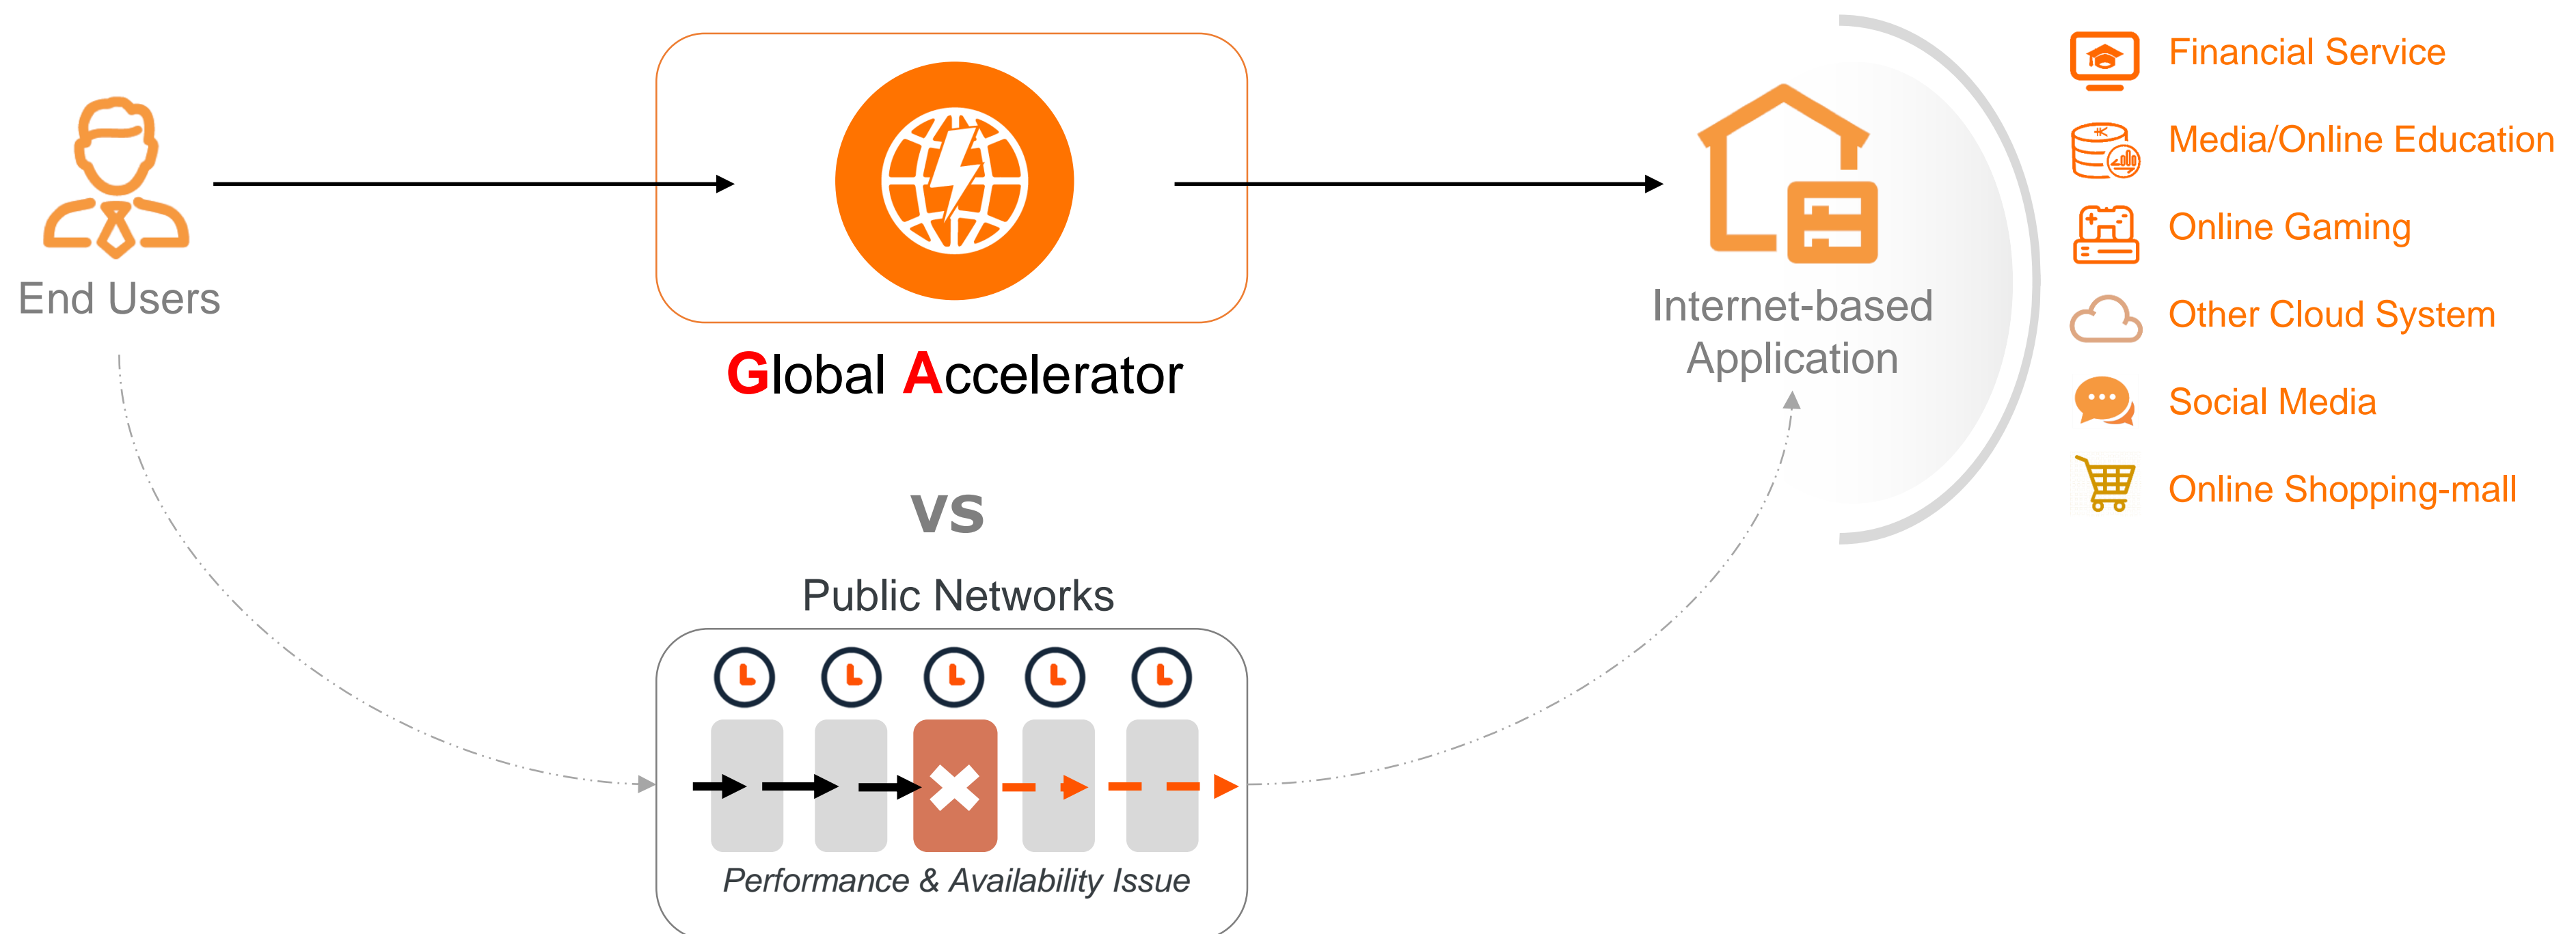 End Users
Global Accelerator
vs
Public Networks
Performance & Availability Issue
Internet-based
Application
Financial Service
Media/Online Education
Online Gaming
Other Cloud System
Social Media
Online Shopping-mall